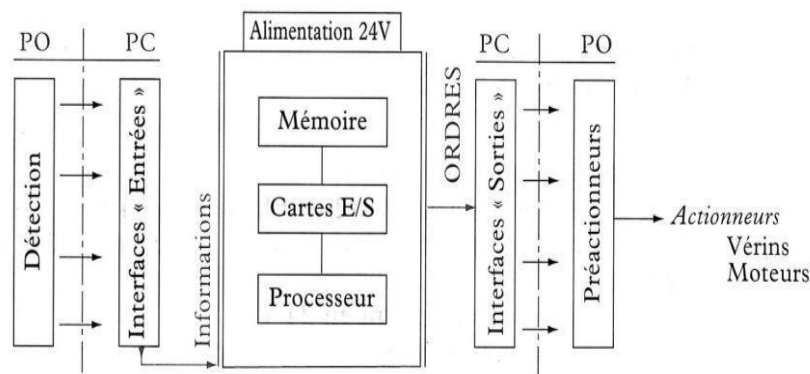 PO
PC
Détection
Interfaces « Entrées »
Informations
Alimentation 24V
Mémoire
Cartes E/S
Processeur
ORDRES
PC
PO
Interfaces « Sorties »
Préactionneurs
Actionneurs
Vérins
Moteurs